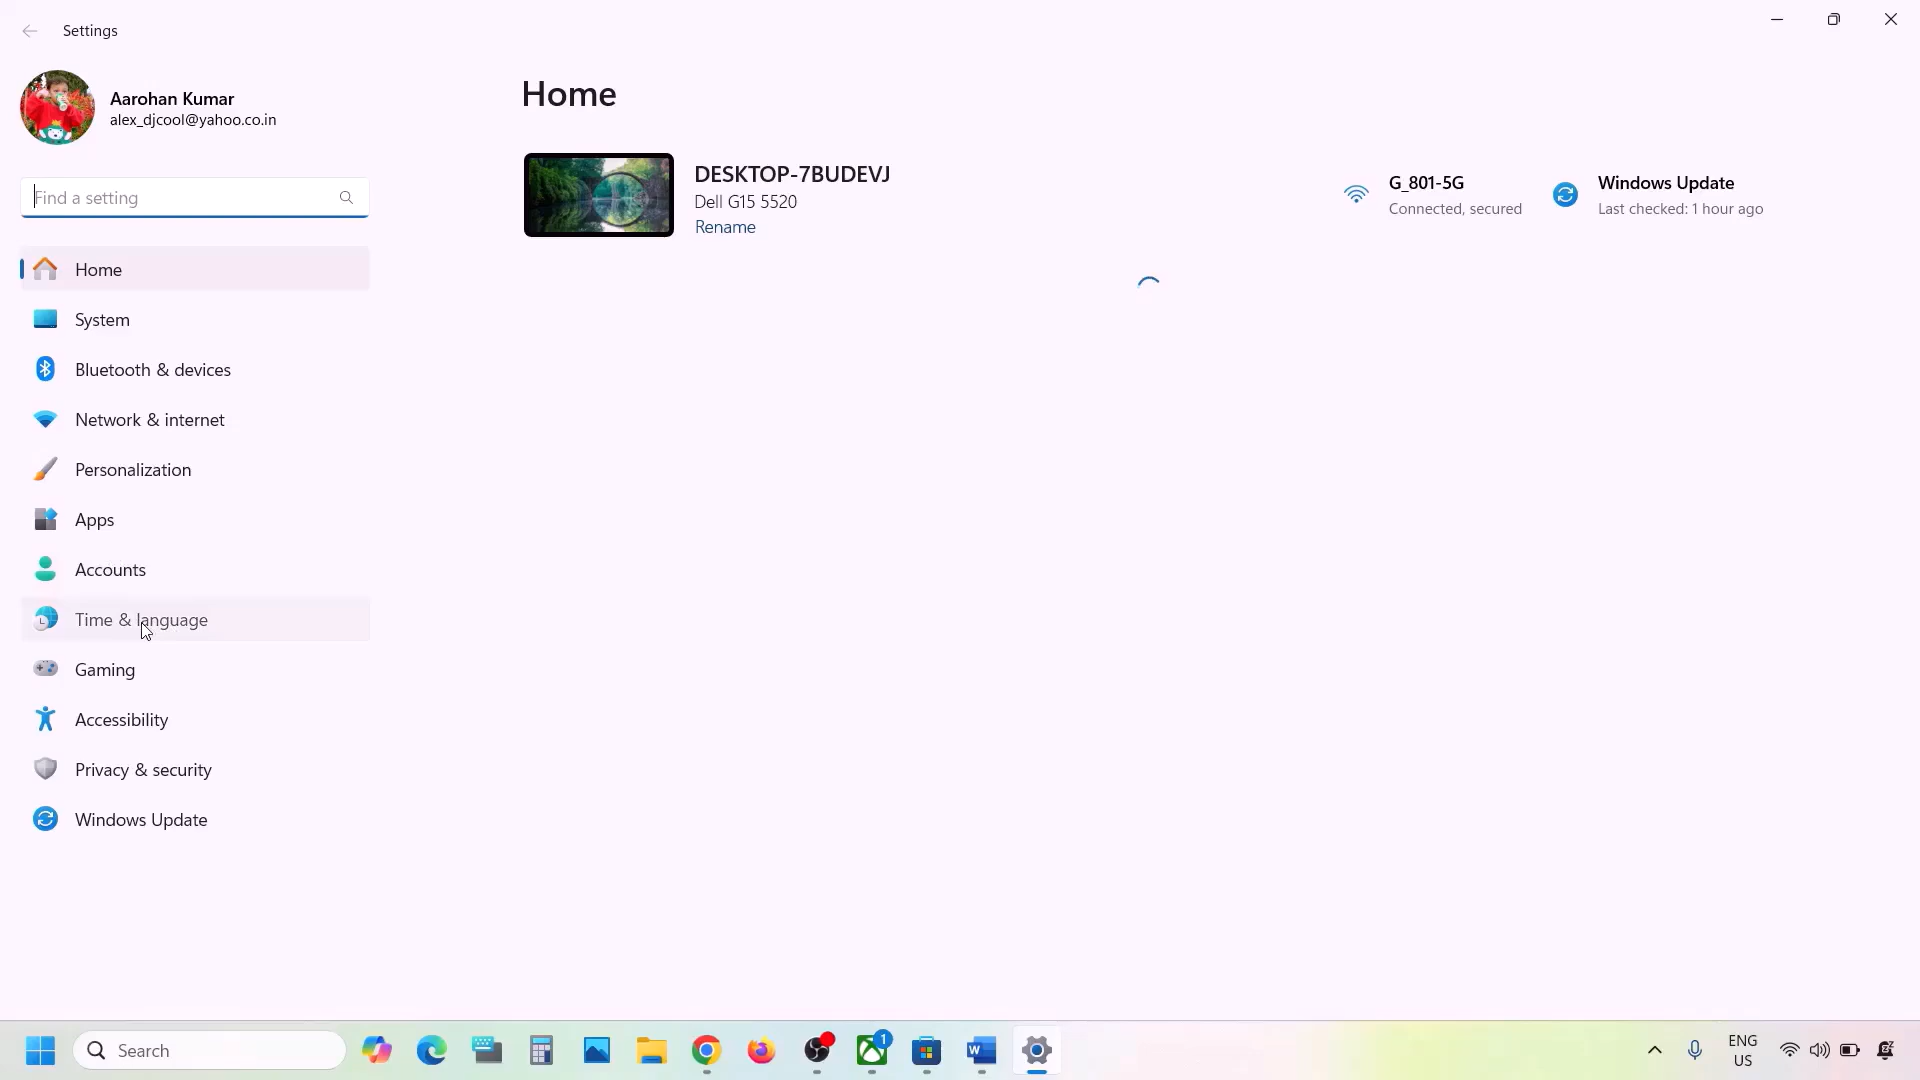 Settings
Aarohan Kumar
alex_djcool@yahoo.co.in
Find a setting
Home
System
Bluetooth & devices
Network & internet
Personalization
Apps
Accounts
Time & language
Gaming
Accessibility
Privacy & security
Windows Update
Home
DESKTOP-7BUDEVJ
Dell G15 5520
Rename
G_801-5G
Connected, secured
Windows Update
Last checked: 1 hour ago
Search
1
ENG
US